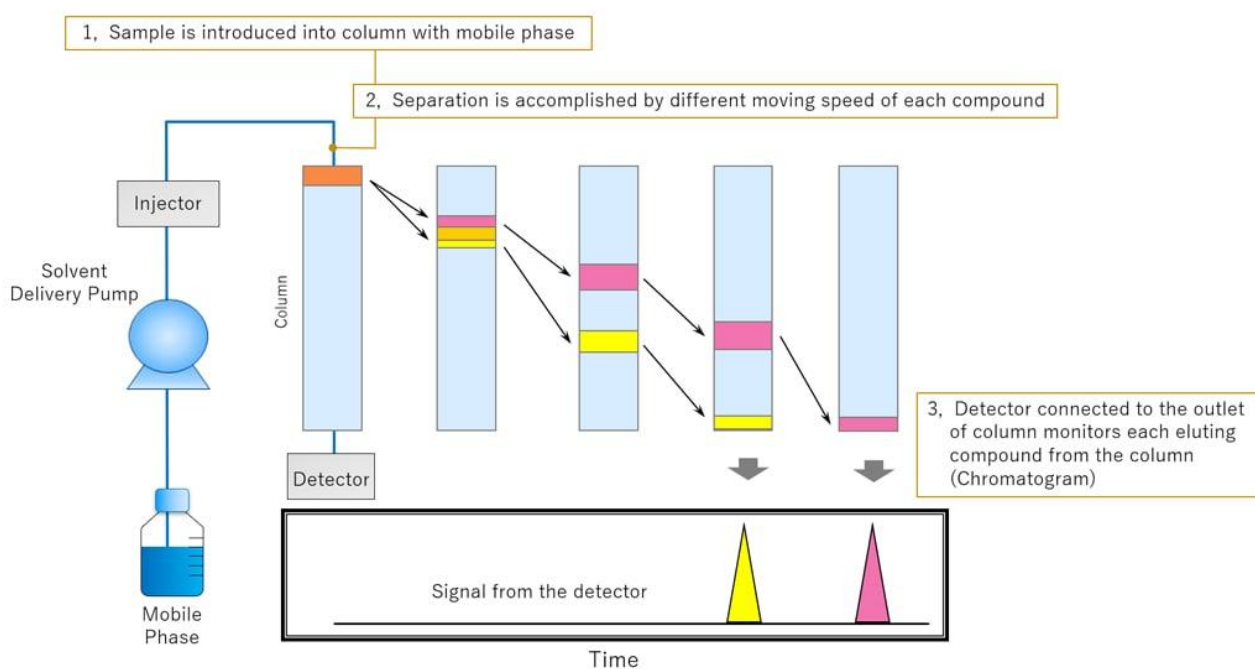 1, Sample is introduced into column with mobile phase
2, Separation is accomplished by different moving speed of each compound
Injector
Solvent
Delivery Pump
Column
Detector
Mobile
Phase
3, Detector connected to the outlet
of column monitors each eluting
compound from the column
(Chromatogram)
Signal from the detector
Time